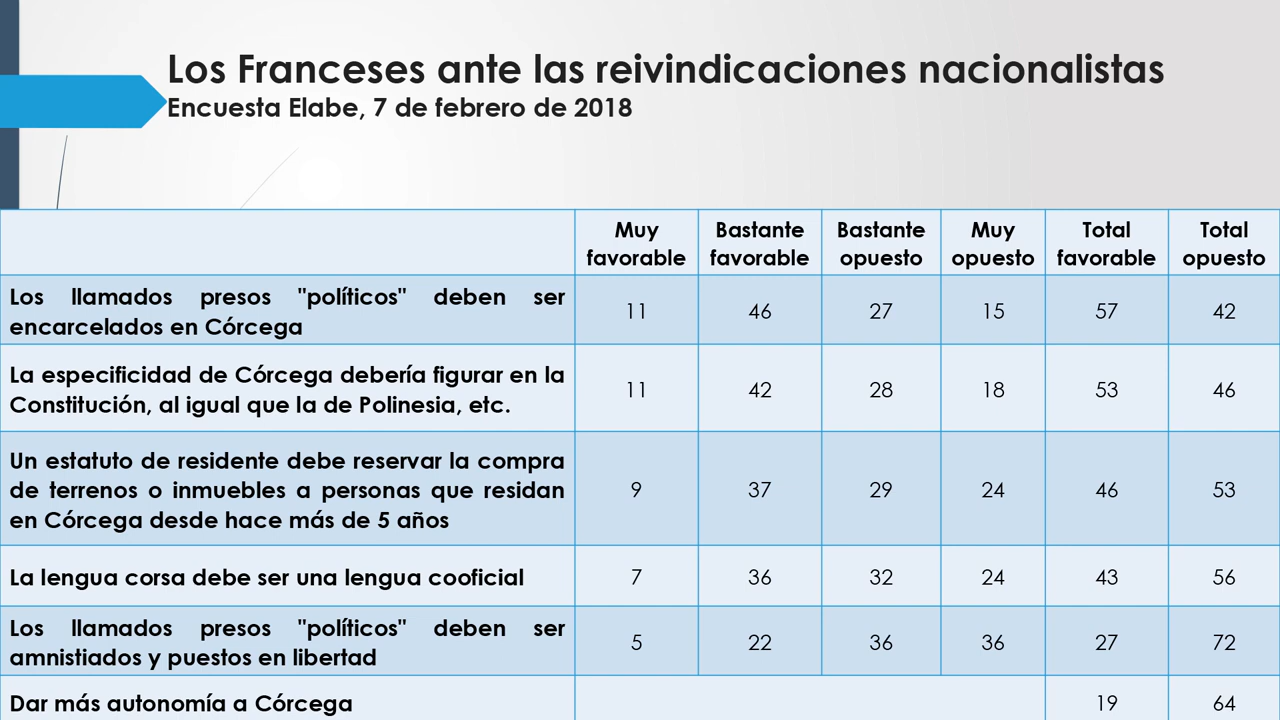 Los Franceses ante las reivindicaciones nacionalistas
Encuesta Elabe, 7 de febrero de 2018
Muy favorable Bastante favorable Bastante opuesto Muy opuesto Total favorable Total opuesto
Los llamados presos "políticos" deben ser
encarcelados en Córcega 11 46 27 15 57 42
La especificidad de Córcega debería figurar en la
Constitución, al igual que la de Polinesia, etc. 11 42 28 18 53 46
Un estatuto de residente debe reservar la compra
de terrenos o inmuebles a personas que residan
en Córcega desde hace más de 5 años 9 37 29 24 46 53
La lengua corsa debe ser una lengua cooficial 7 36 32 24 43 56
Los llamados presos "políticos" deben ser
amnistiados y puestos en libertad 5 22 36 36 27 72
Dar más autonomía a Córcega 19 64